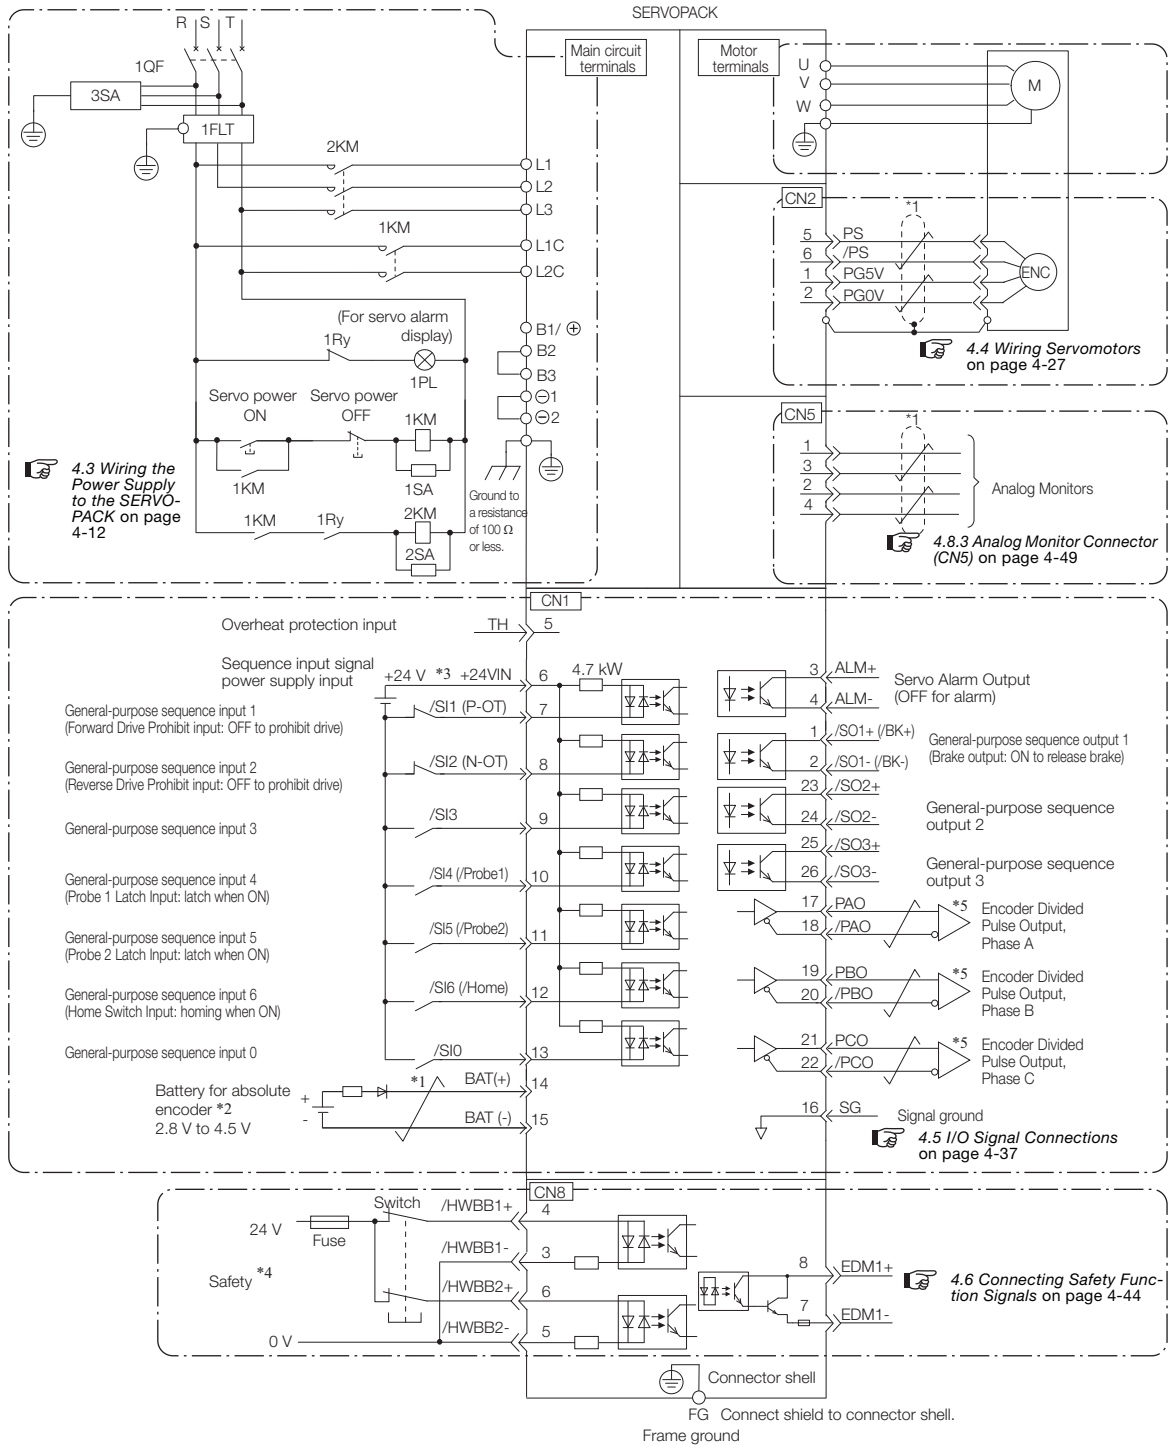 SERVOPACK
R S T
Main circuit
terminals
Motor
terminals
1QF
3SA
1FLT
2KM
L1
L2
L3
1KM
L1C
L2C
(For servo alarm
display)
1Ry
1PL
B1/ ⊕
B2
B3
⊖1
⊖2
Servo power
ON
Servo power
OFF
1KM
1KM
1SA
4.3 Wiring the
Power Supply
to the SERVO-
PACK on page
4-12
1KM
1Ry
2KM
2SA
Ground to
a resistance
of 100 Ω
or less.
U
V
W
M
CN2
*1
5 PS
6 /PS
1 PG5V
2 PG0V
ENC
4.4 Wiring Servomotors
on page 4-27
CN5
*1
1
3
2
4
Analog Monitors
4.8.3 Analog Monitor Connector
(CN5) on page 4-49
CN1
Overheat protection input
TH 5
Sequence input signal
power supply input
+24 V *3 +24VIN 6
4.7 kW
General-purpose sequence input 1
(Forward Drive Prohibit input: OFF to prohibit drive)
/SI1 (P-OT) 7
General-purpose sequence input 2
(Reverse Drive Prohibit input: OFF to prohibit drive)
/SI2 (N-OT) 8
General-purpose sequence input 3
/SI3 9
General-purpose sequence input 4
(Probe 1 Latch Input: latch when ON)
/SI4 (/Probe1) 10
General-purpose sequence input 5
(Probe 2 Latch Input: latch when ON)
/SI5 (/Probe2) 11
General-purpose sequence input 6
(Home Switch Input: homing when ON)
/SI6 (/Home) 12
General-purpose sequence input 0
/SI0 13
Battery for absolute
encoder *2
2.8 V to 4.5 V
+
-
*1
BAT(+) 14
BAT (-) 15
3 ALM+
4 ALM-
Servo Alarm Output
(OFF for alarm)
1 /SO1+ (/BK+)
2 /SO1- (/BK-)
General-purpose sequence output 1
(Brake output: ON to release brake)
23 /SO2+
24 /SO2-
General-purpose sequence
output 2
25 /SO3+
26 /SO3-
General-purpose sequence
output 3
17 PAO
18 /PAO
*5
Encoder Divided
Pulse Output,
Phase A
19 PBO
20 /PBO
*5
Encoder Divided
Pulse Output,
Phase B
21 PCO
22 /PCO
*5
Encoder Divided
Pulse Output,
Phase C
16 SG
Signal ground
4.5 I/O Signal Connections
on page 4-37
CN8
Switch
24 V
Fuse
Safety *4
0 V
/HWBB1+ 4
/HWBB1- 3
/HWBB2+ 6
/HWBB2- 5
8 EDM1+
7 EDM1-
4.6 Connecting Safety Func-
tion Signals on page 4-44
Connector shell
FG Connect shield to connector shell.
Frame ground